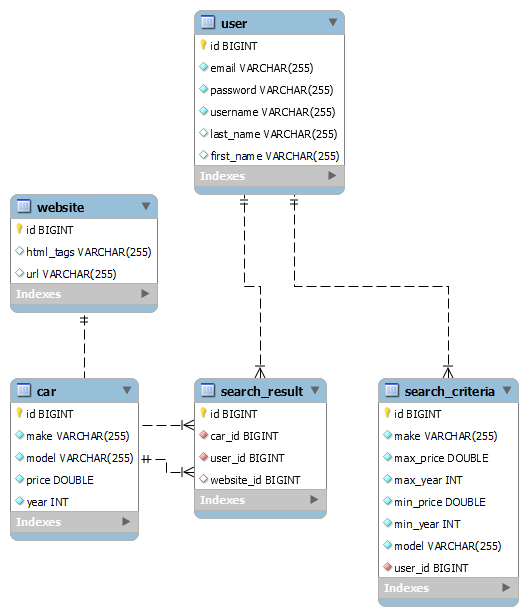 user
id BIGINT
email VARCHAR(255)
password VARCHAR(255)
username VARCHAR(255)
last_name VARCHAR(255)
first_name VARCHAR(255)
Indexes
website
id BIGINT
html_tags VARCHAR(255)
url VARCHAR(255)
Indexes
car
id BIGINT
make VARCHAR(255)
model VARCHAR(255)
price DOUBLE
year INT
Indexes
search_result
id BIGINT
car_id BIGINT
user_id BIGINT
website_id BIGINT
Indexes
search_criteria
id BIGINT
make VARCHAR(255)
max_price DOUBLE
max_year INT
min_price DOUBLE
min_year INT
model VARCHAR(255)
user_id BIGINT
Indexes